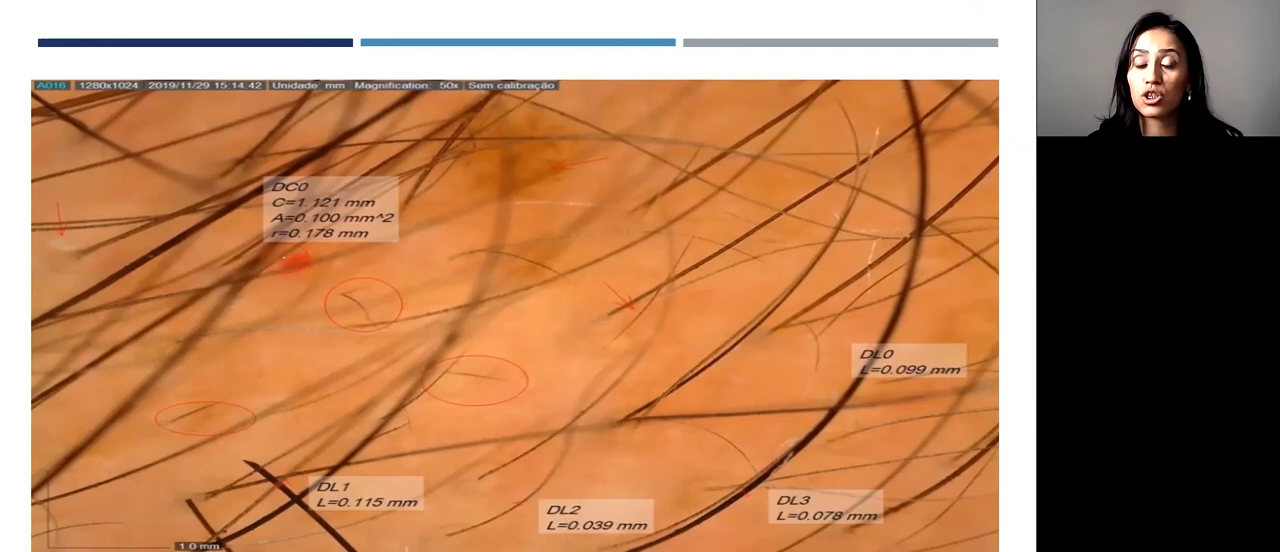 A016 1280x1024 2019/11/29 15:14:42 Unidade: mm Magnification: 50x Sem calibração
DC0
C=1.121 mm
A=0.100 mm^2
r=0.178 mm
DL0
L=0.099 mm
DL1
L=0.115 mm
DL2
L=0.039 mm
DL3
L=0.078 mm
1.0 mm